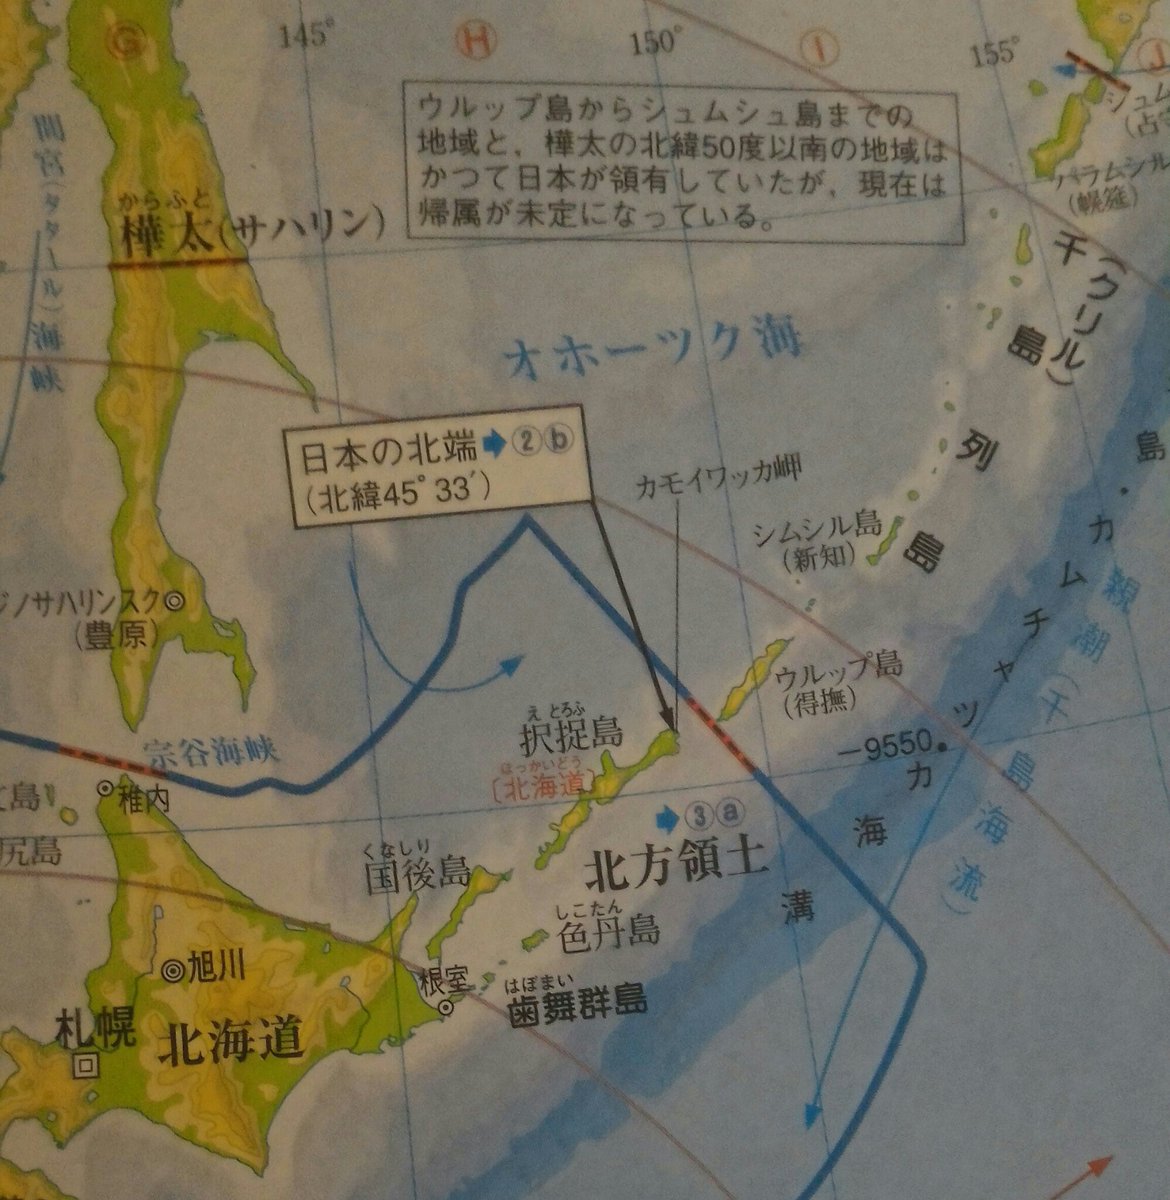 G
145°
H
150°
I
155°
J
ウルップ島からシュムシュ島までの
地域と、樺太の北緯50度以南の地域は
かつて日本が領有していたが、現在は
帰属が未定になっている。
シュム
パラムシル
(幌筵)
間宮(タタール)海峡
からふと
樺太(サハリン)
千島列島
(クリル)
オホーツク海
日本の北端➡②ⓑ
(北緯45°33′)
カモイワッカ岬
シムシル島
(新知)
ジノサハリンスク
(豊原)
ウルップ島
(得撫)
えとろふ
択捉島
ほっかいどう
〔北海道〕
宗谷海峡
稚内
尻島
-9550
➡③ⓐ
北方領土
くなしり
国後島
しこたん
色丹島
はぼまい
歯舞群島
根室
旭川
札幌
北海道
島・カムチャツカ海溝
親潮(千島海流)